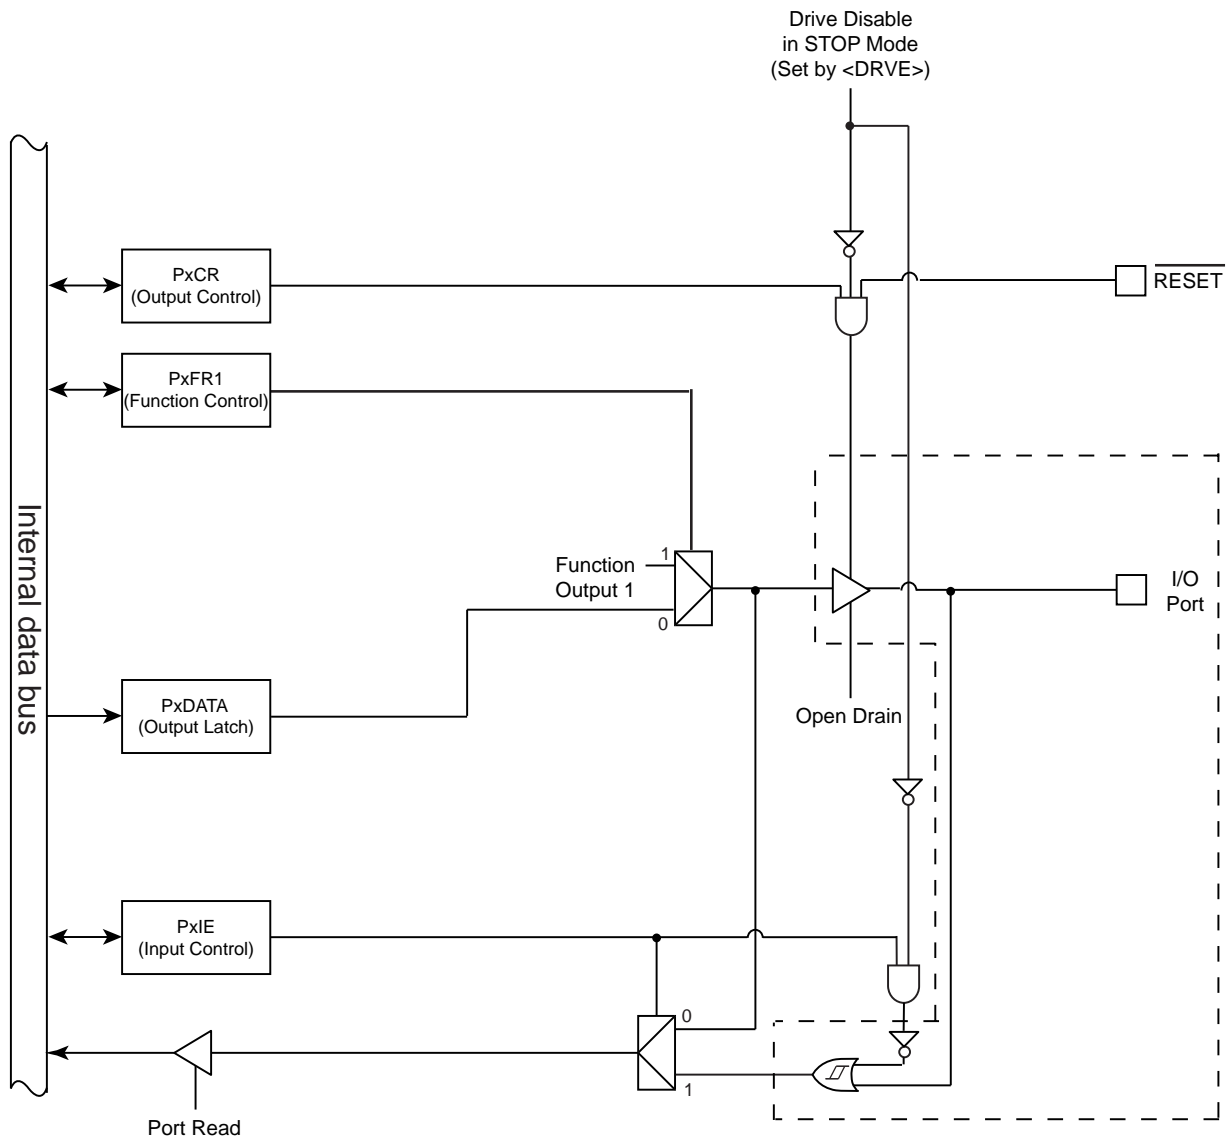 Drive Disable
in STOP Mode
(Set by <DRVE>)
PxCR
(Output Control)
RESET
PxFR1
(Function Control)
Internal data bus
1
Function
Output 1
0
I/O
Port
PxDATA
(Output Latch)
Open Drain
PxIE
(Input Control)
0
1
Port Read